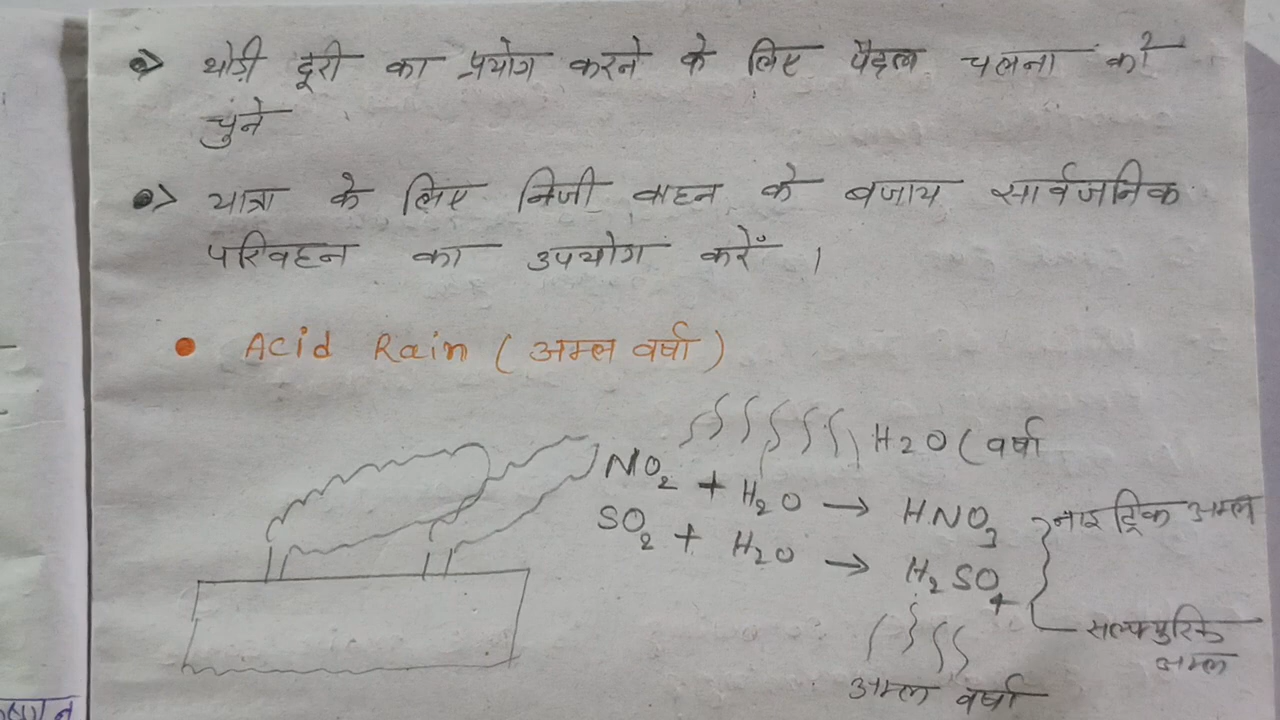 थोड़ी दूरी का प्रयोग करने के लिए पैदल चलना को
चुने
यात्रा के लिए निजी वाहन के बजाय सार्वजनिक
परिवहन का उपयोग करेँ ।
Acid Rain ( अम्ल वर्षा )
H2O ( वर्षा
NO₂ + H₂O → HNO₃ नाइट्रिक अम्ल
SO₂ + H₂O → H₂SO₄
सल्फ्युरिक
अम्ल
अम्ल वर्षा